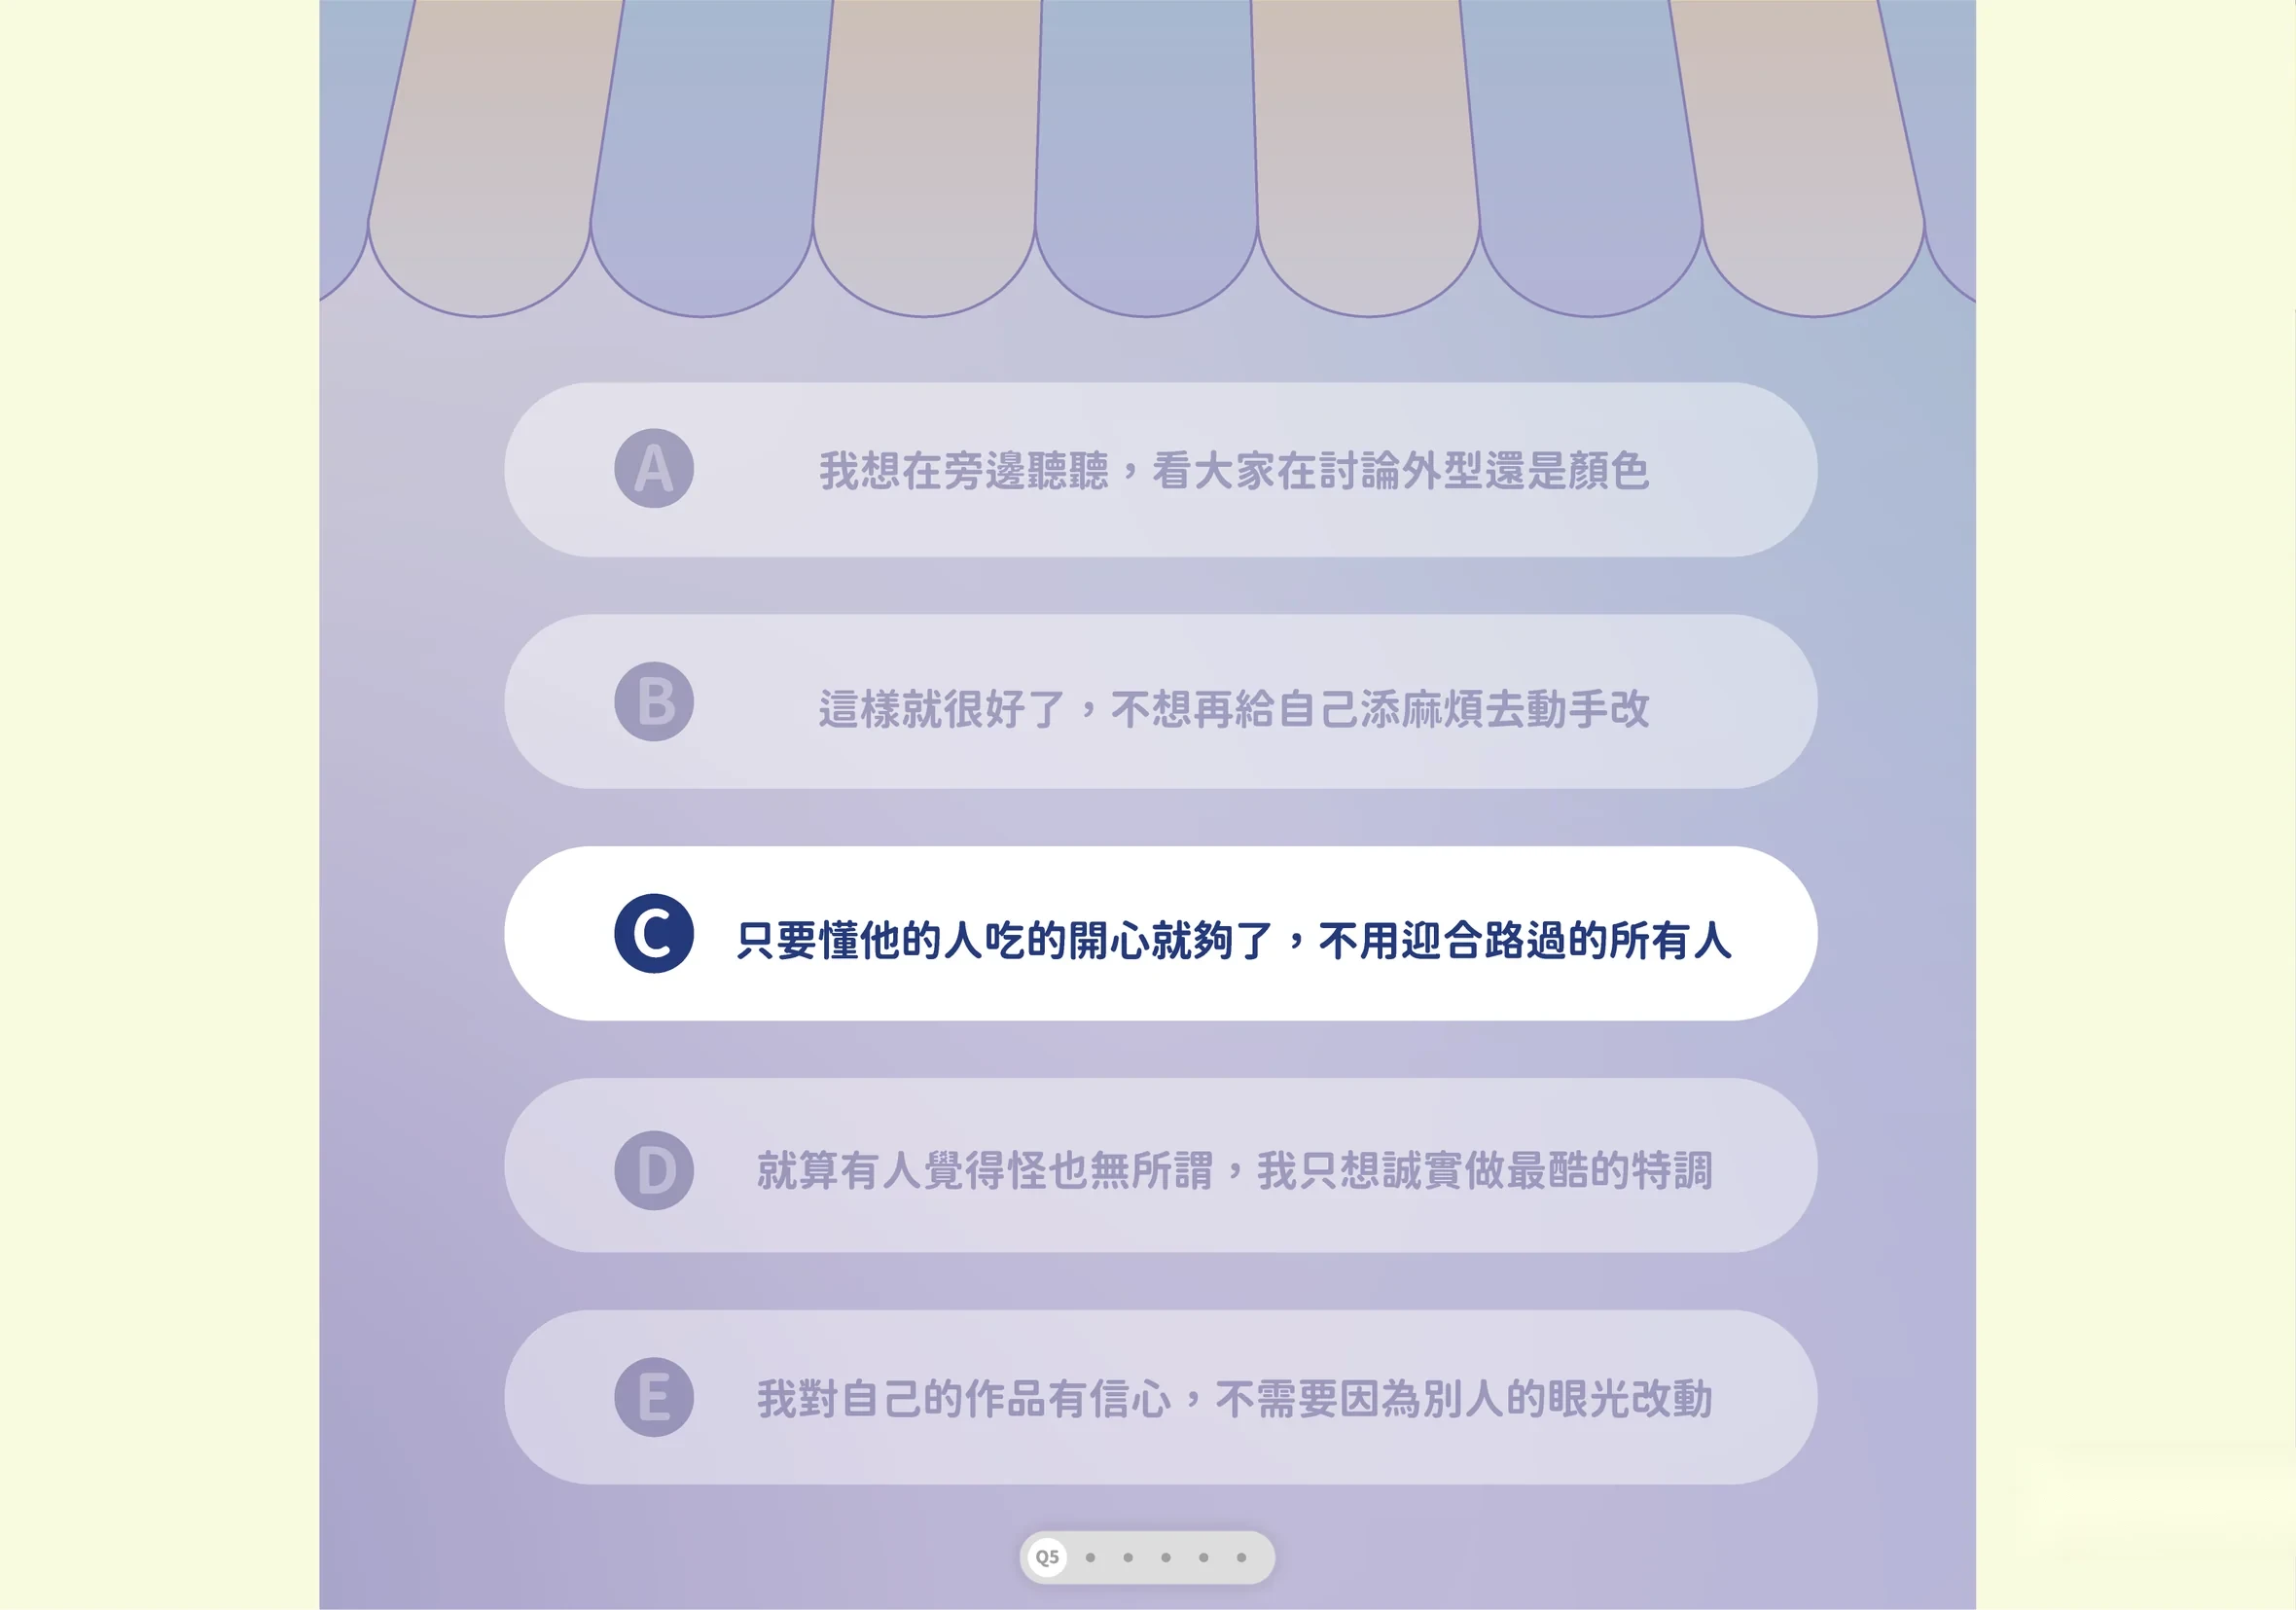 A 我想在旁邊聽聽，看大家在討論外型還是顏色
B 這樣就很好了，不想再給自己添麻煩去動手改
C 只要懂他的人吃的開心就夠了，不用迎合路過的所有人
D 就算有人覺得怪也無所謂，我只想誠實做最酷的特調
E 我對自己的作品有信心，不需要因為別人的眼光改動
Q5